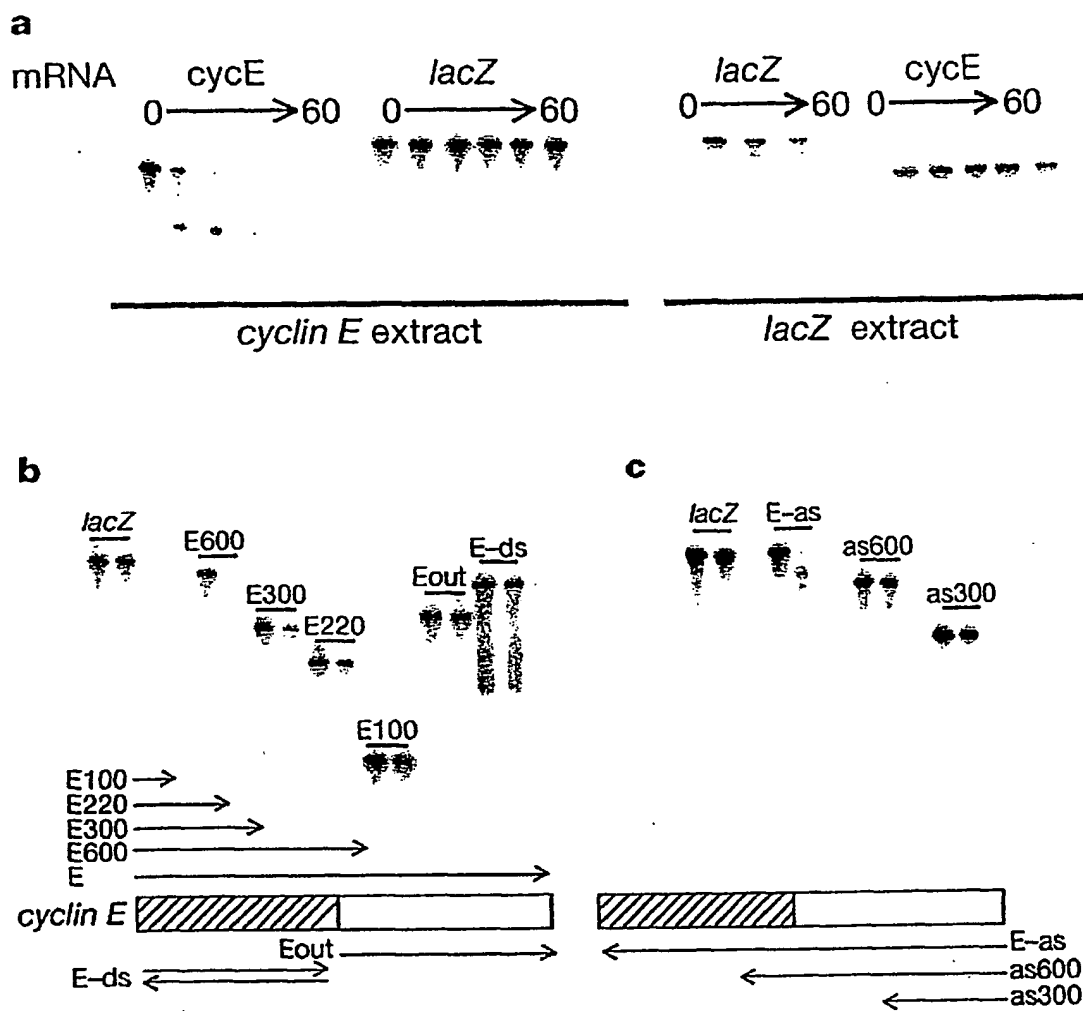 a
mRNA cycE lacZ lacZ cycE
0 60 0 60 0 60 0 60
cyclin E extract lacZ extract
b
c
lacZ E600 E300 E220 E100 Eout E–ds
lacZ E–as as600 as300
E100
E220
E300
E600
E
cyclin E
Eout
E–ds
E–as
as600
as300